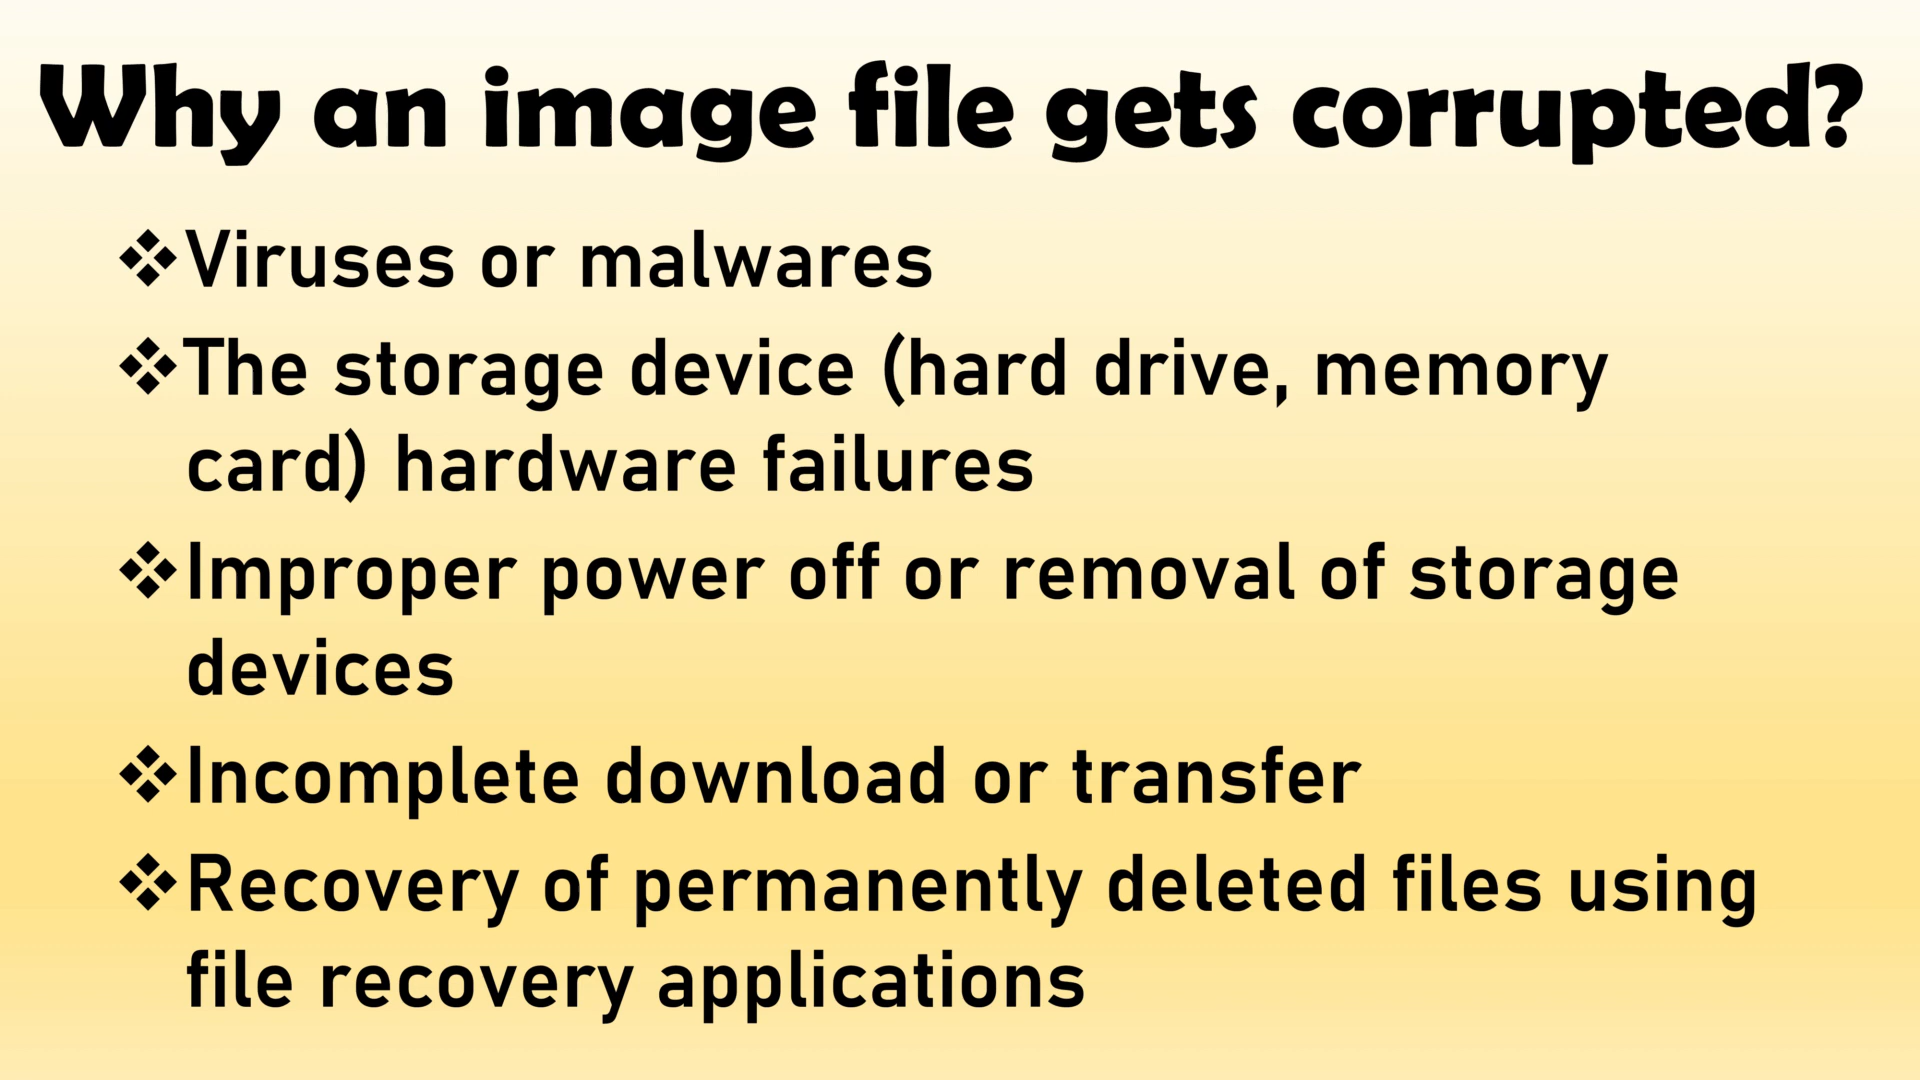 Why an image file gets corrupted?
❖Viruses or malwares
❖The storage device (hard drive, memory
card) hardware failures
❖Improper power off or removal of storage
devices
❖Incomplete download or transfer
❖Recovery of permanently deleted files using
file recovery applications